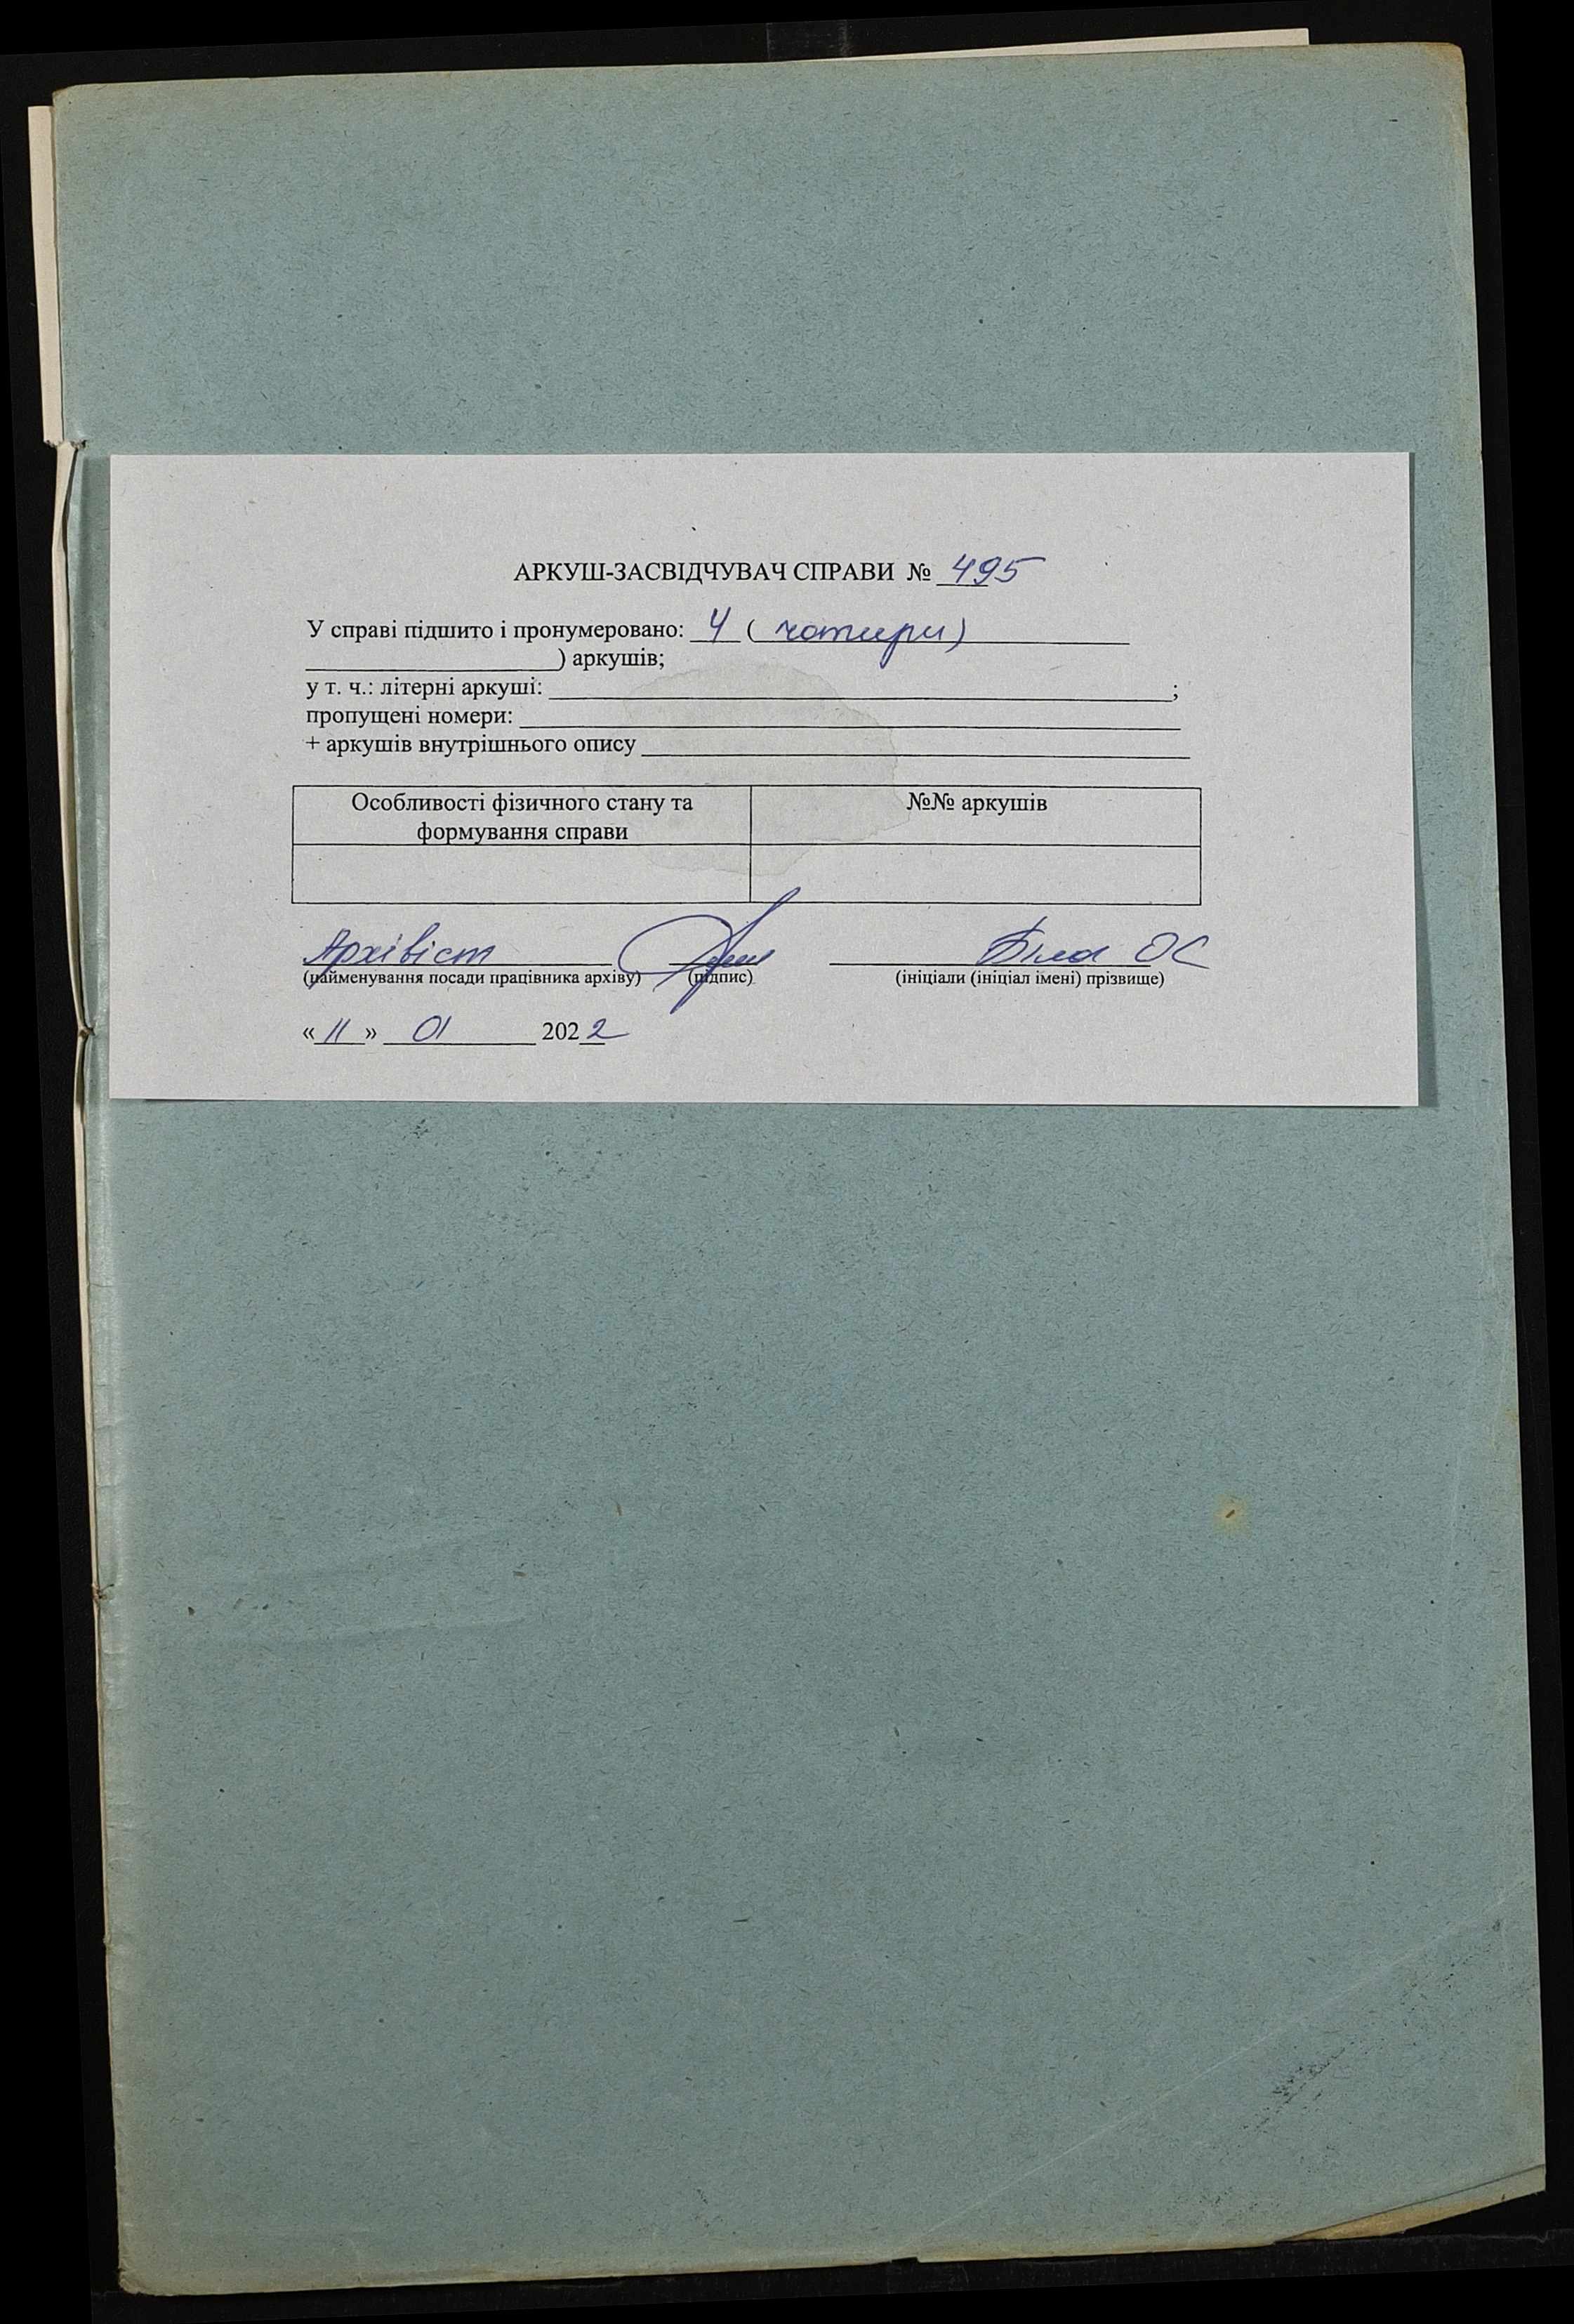 АРКУШ-ЗАСВІДЧУВАЧ СПРАВИ № 495
У справі підшито і пронумеровано: 4 ( чотири )
) аркушів;
у т. ч.: літерні аркуші: ;
пропущені номери:
+ аркушів внутрішнього опису
Особливості фізичного стану та №№ аркушів
формування справи
Архівіст Біла ОС
(найменування посади працівника архіву) (підпис) (ініціали (ініціал імені) прізвище)
« 11 » 01 2022